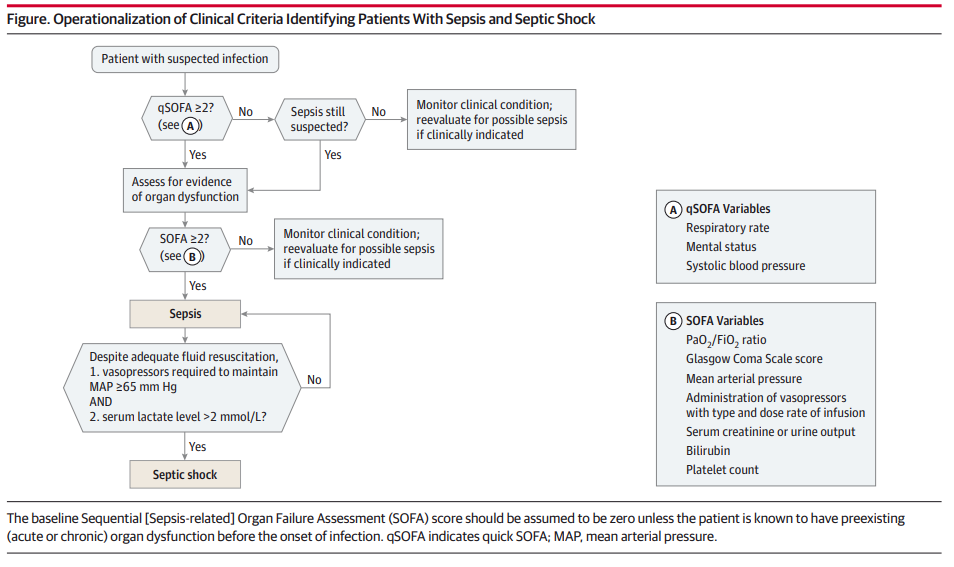 Figure. Operationalization of Clinical Criteria Identifying Patients With Sepsis and Septic Shock
Patient with suspected infection
qSOFA ≥2?
(see A)
No
Sepsis still
suspected?
No
Monitor clinical condition;
reevaluate for possible sepsis
if clinically indicated
Yes
Yes
Assess for evidence
of organ dysfunction
SOFA ≥2?
(see B)
No
Monitor clinical condition;
reevaluate for possible sepsis
if clinically indicated
Yes
Sepsis
Despite adequate fluid resuscitation,
1. vasopressors required to maintain
MAP ≥65 mm Hg
AND
2. serum lactate level >2 mmol/L?
No
Yes
Septic shock
A qSOFA Variables
Respiratory rate
Mental status
Systolic blood pressure
B SOFA Variables
PaO₂/FiO₂ ratio
Glasgow Coma Scale score
Mean arterial pressure
Administration of vasopressors
with type and dose rate of infusion
Serum creatinine or urine output
Bilirubin
Platelet count
The baseline Sequential [Sepsis-related] Organ Failure Assessment (SOFA) score should be assumed to be zero unless the patient is known to have preexisting
(acute or chronic) organ dysfunction before the onset of infection. qSOFA indicates quick SOFA; MAP, mean arterial pressure.